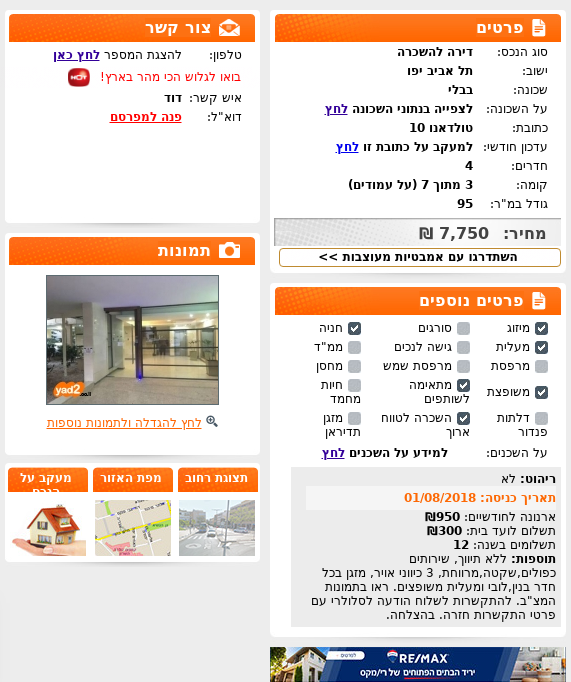 פרטים
סוג הנכס: דירה להשכרה
ישוב: תל אביב יפו
שכונה: בבלי
על השכונה: לצפייה בנתוני השכונה לחץ
כתובת: טולדאנו 10
עדכון חודשי: למעקב על כתובת זו לחץ
חדרים: 4
קומה: 3 מתוך 7 (על עמודים)
גודל במ"ר: 95
מחיר: 7,750 ₪
השתדרגו עם אמבטיות מעוצבות >>
פרטים נוספים
מיזוג סורגים חניה
מעלית גישה לנכים ממ"ד
מרפסת מרפסת שמש מחסן
משופצת מתאימה לשותפים חיות מחמד
דלתות פנדור השכרה לטווח ארוך מזגן תדיראן
על השכנים: למידע על השכנים לחץ
ריהוט: לא
תאריך כניסה: 01/08/2018
ארנונה לחודשיים: 950₪
תשלום לועד בית: 300₪
תשלומים בשנה: 12
תוספות: ללא תיווך, שירותים
כפולים,שקטה,מרווחת, 3 כיווני אויר, מזגן בכל
חדר בנין,לובי ומעלית משופצים. ראו בתמונות
המצ"ב. להתקשרות לשלוח הודעה לסלולרי עם
פרטי התקשרות חזרה. בהצלחה.
RE/MAX
יריד הבתים הפתוחים של רי/מקס
לפרטים
צור קשר
טלפון: להצגת המספר לחץ כאן
בואו לגלוש הכי מהר בארץ! HOT
איש קשר: דוד
דוא"ל: פנה למפרסם
תמונות
yad2.co.il
לחץ להגדלה ולתמונות נוספות
תצוגת רחוב
מפת האזור
מעקב על
הנכס